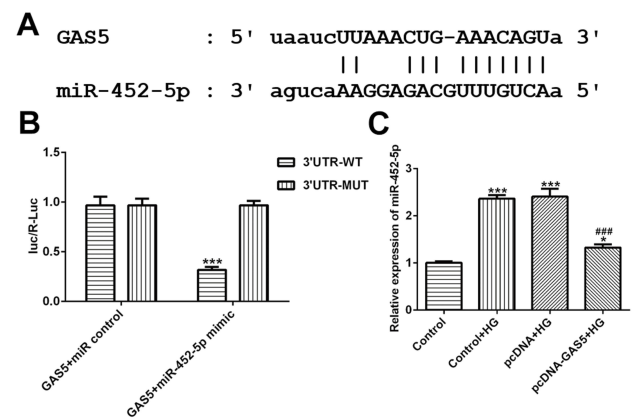 A
GAS5 : 5' uaaucUUAAACUG-AAACAGUa 3'
miR-452-5p : 3' agucaAAGGAGACGUUUGUCAa 5'
B
luc/R-Luc
1.5
1.0
0.5
0.0
3'UTR-WT
3'UTR-MUT
***
GAS5+miR control
GAS5+miR-452-5p mimic
C
Relative expression of miR-452-5p
3
2
1
0
***
***
###
*
Control
Control+HG
pcDNA+HG
pcDNA-GAS5+HG